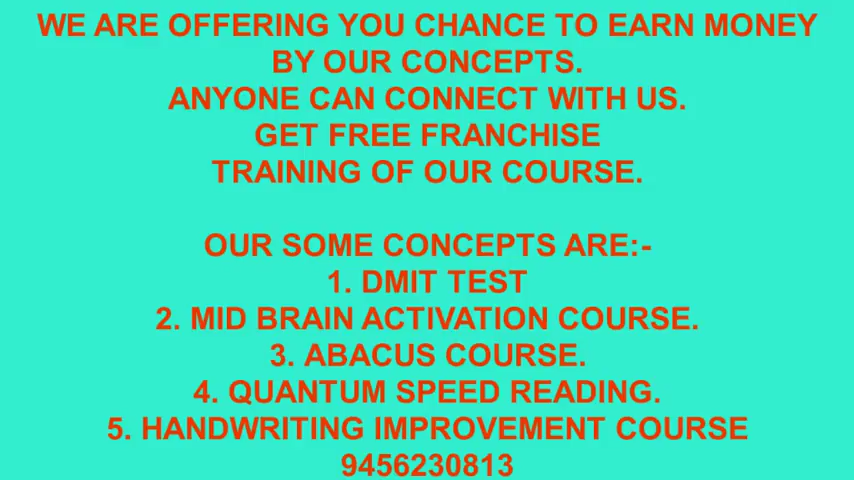 WE ARE OFFERING YOU CHANCE TO EARN MONEY
BY OUR CONCEPTS.
ANYONE CAN CONNECT WITH US.
GET FREE FRANCHISE
TRAINING OF OUR COURSE.
OUR SOME CONCEPTS ARE:-
1. DMIT TEST
2. MID BRAIN ACTIVATION COURSE.
3. ABACUS COURSE.
4. QUANTUM SPEED READING.
5. HANDWRITING IMPROVEMENT COURSE
9456230813